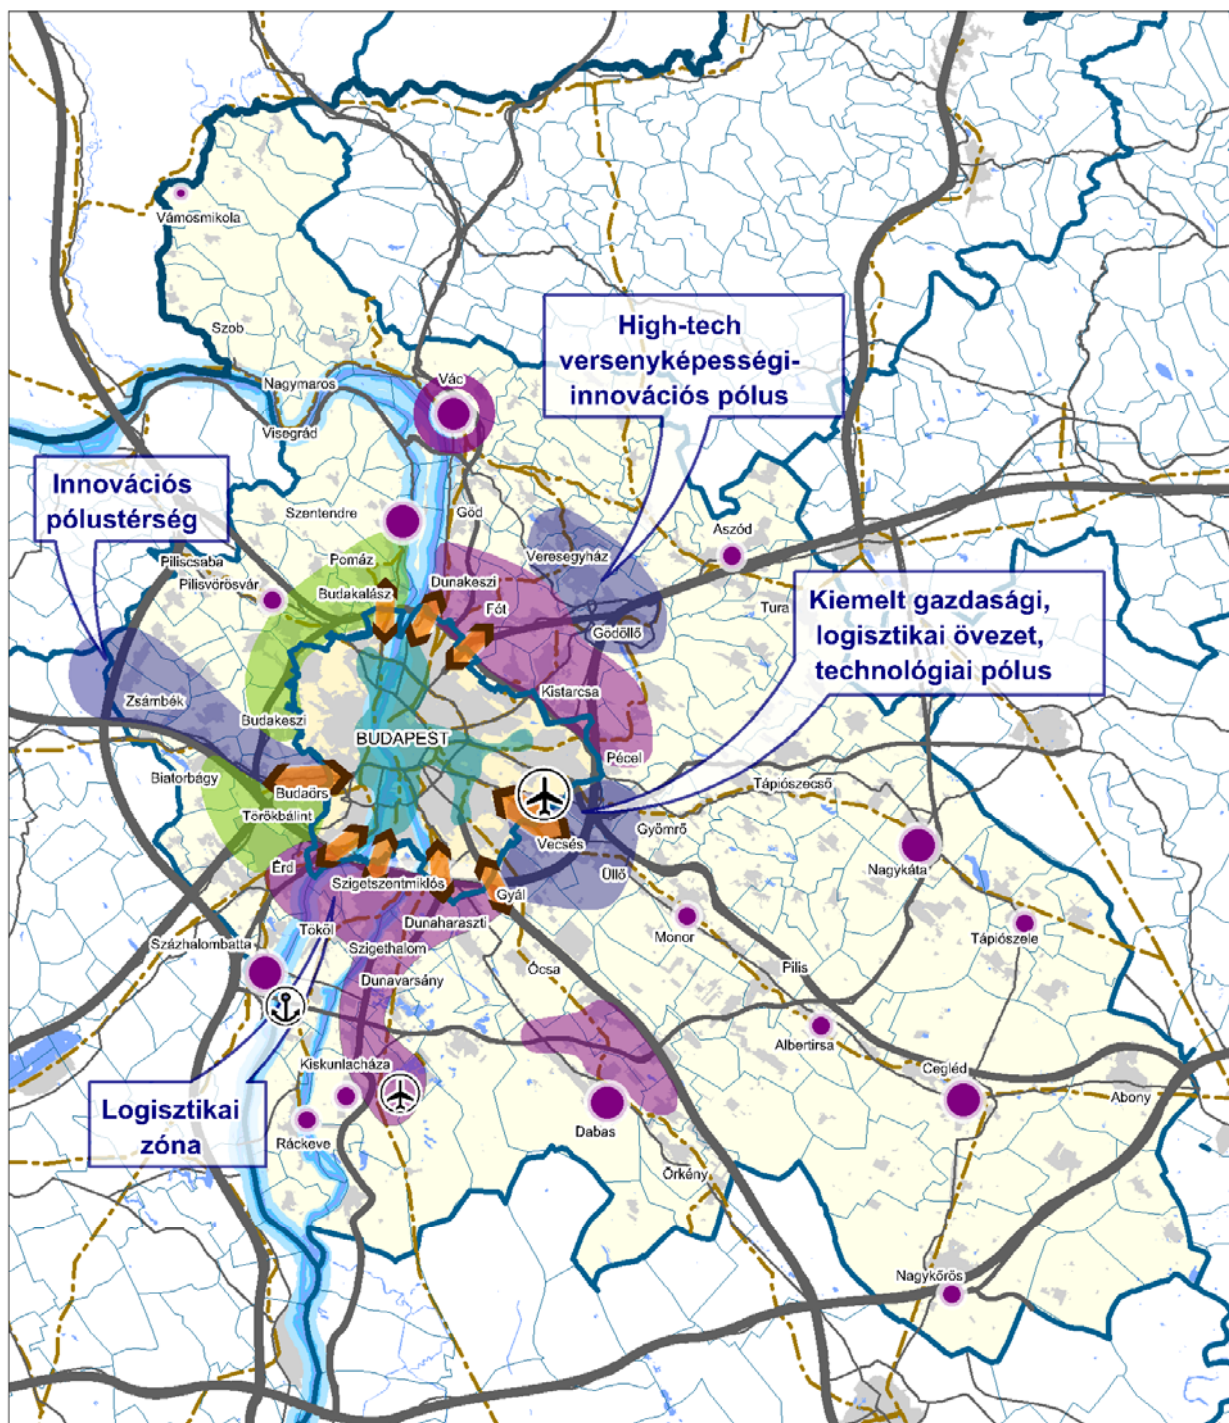 Vámosmikola
Szob
Nagymaros
Visegrád
Vác
High-tech
versenyképességi-
innovációs pólus
Innovációs
pólustérség
Szentendre
Göd
Pomáz
Veresegyház
Aszód
Piliscsaba
Pilisvörösvár
Budakalász
Dunakeszi
Fót
Tura
Gödöllő
Kiemelt gazdasági,
logisztikai övezet,
technológiai pólus
Zsámbék
Kistarcsa
Budakeszi
BUDAPEST
Pécel
Biatorbágy
Budaörs
Törökbálint
Tápiószecső
Gyömrő
Vecsés
Érd
Szigetszentmiklós
Üllő
Nagykáta
Gyál
Tököl
Dunaharaszti
Százhalombatta
Szigethalom
Monor
Tápiószele
Dunavarsány
Ócsa
Pilis
Albertirsa
Kiskunlacháza
Cegléd
Abony
Logisztikai
zóna
Ráckeve
Dabas
Örkény
Nagykőrös